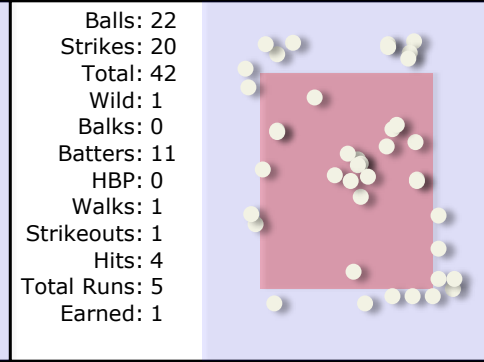 Balls: 22
Strikes: 20
Total: 42
Wild: 1
Balks: 0
Batters: 11
HBP: 0
Walks: 1
Strikeouts: 1
Hits: 4
Total Runs: 5
Earned: 1